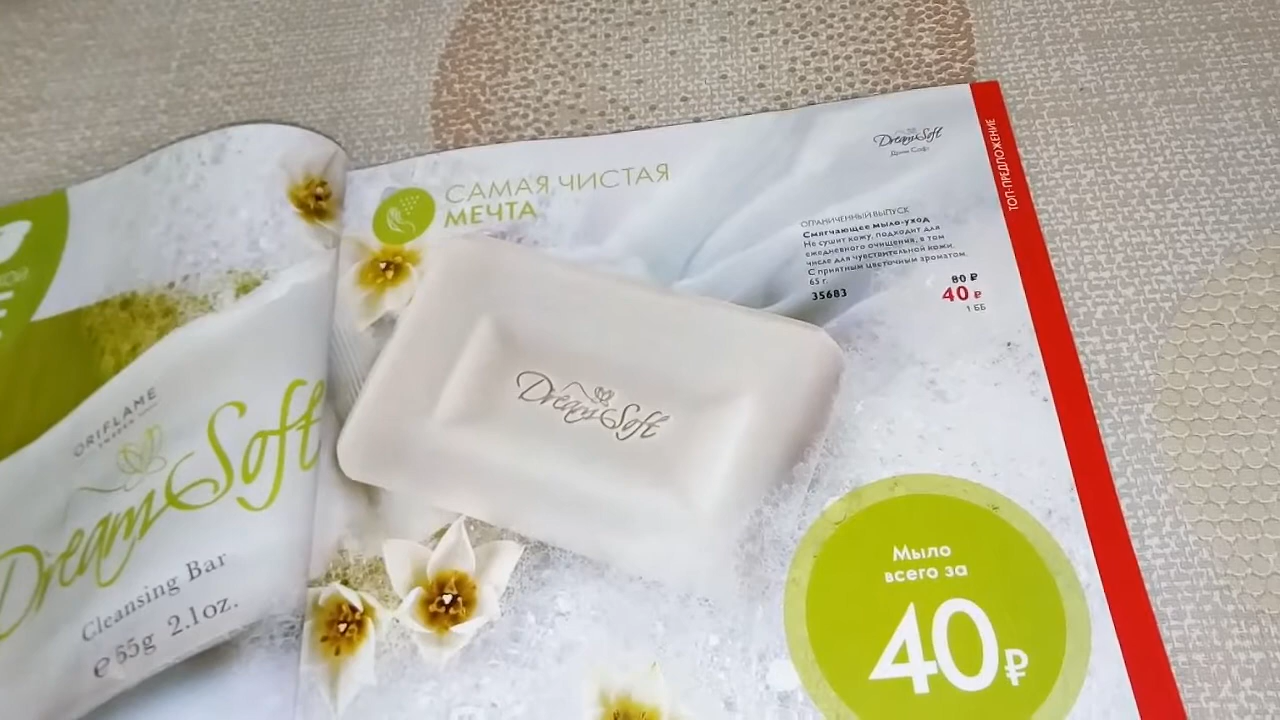 ORIFLAME
SWEDEN
DreamSoft
Cleansing Bar
e 65g 2.1oz.
САМАЯ ЧИСТАЯ
МЕЧТА
DreamSoft
Дрим Софт
ТОП-ПРЕДЛОЖЕНИЕ
ОГРАНИЧЕННЫЙ ВЫПУСК
Смягчающее мыло-уход
Не сушит кожу, подходит для
ежедневного очищения, в том
числе для чувствительной кожи.
С приятным цветочным ароматом.
65 г.
35683
80 ₽
40 ₽
1 ББ
DreamSoft
Мыло
всего за
40₽